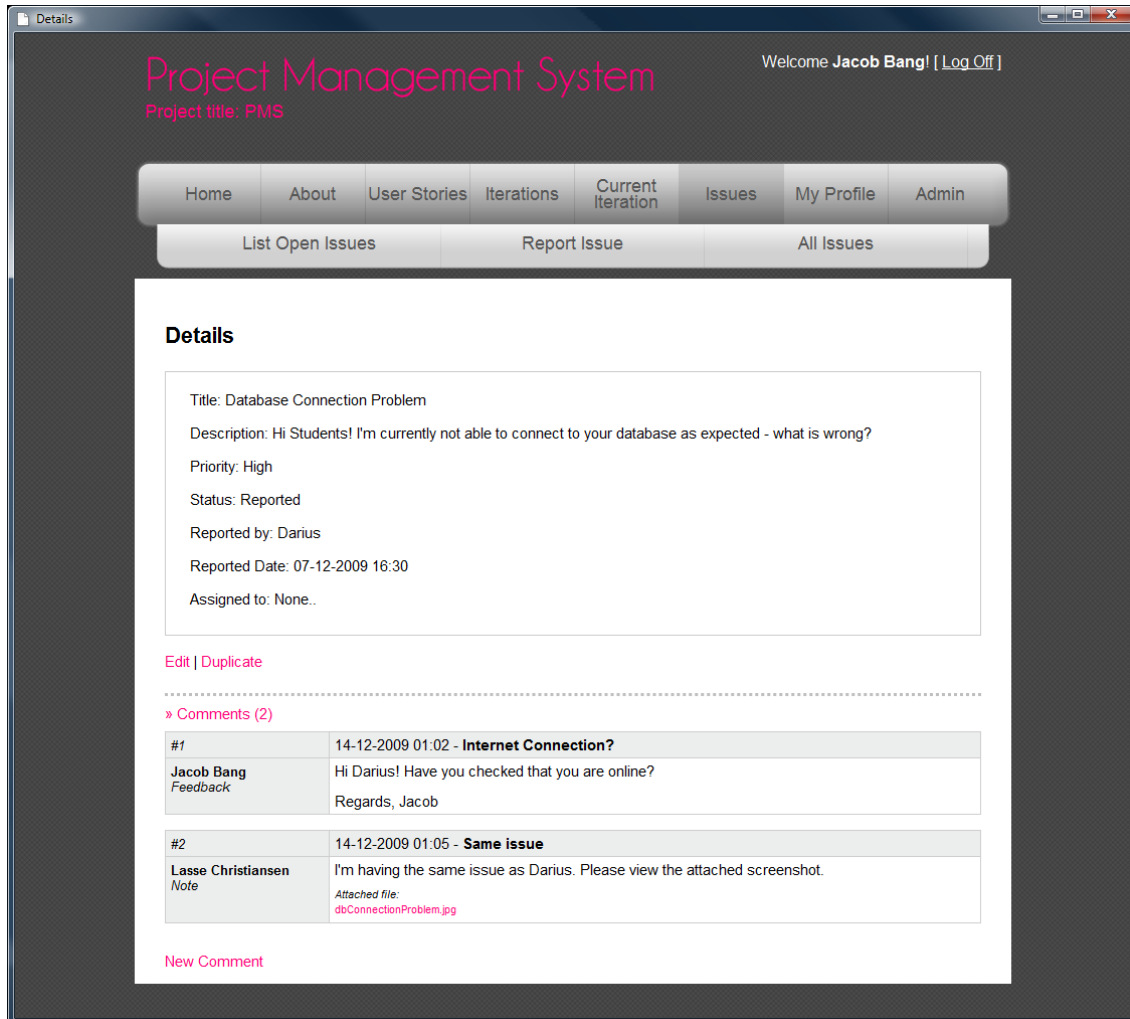 Details
Project Management System
Welcome Jacob Bang! [ Log Off ]
Project title: PMS
Home
About
User Stories
Iterations
Current
Iteration
Issues
My Profile
Admin
List Open Issues
Report Issue
All Issues
Details
Title: Database Connection Problem
Description: Hi Students! I'm currently not able to connect to your database as expected - what is wrong?
Priority: High
Status: Reported
Reported by: Darius
Reported Date: 07-12-2009 16:30
Assigned to: None..
Edit | Duplicate
» Comments (2)
#1
14-12-2009 01:02 - Internet Connection?
Jacob Bang
Feedback
Hi Darius! Have you checked that you are online?
Regards, Jacob
#2
14-12-2009 01:05 - Same issue
Lasse Christiansen
Note
I'm having the same issue as Darius. Please view the attached screenshot.
Attached file:
dbConnectionProblem.jpg
New Comment